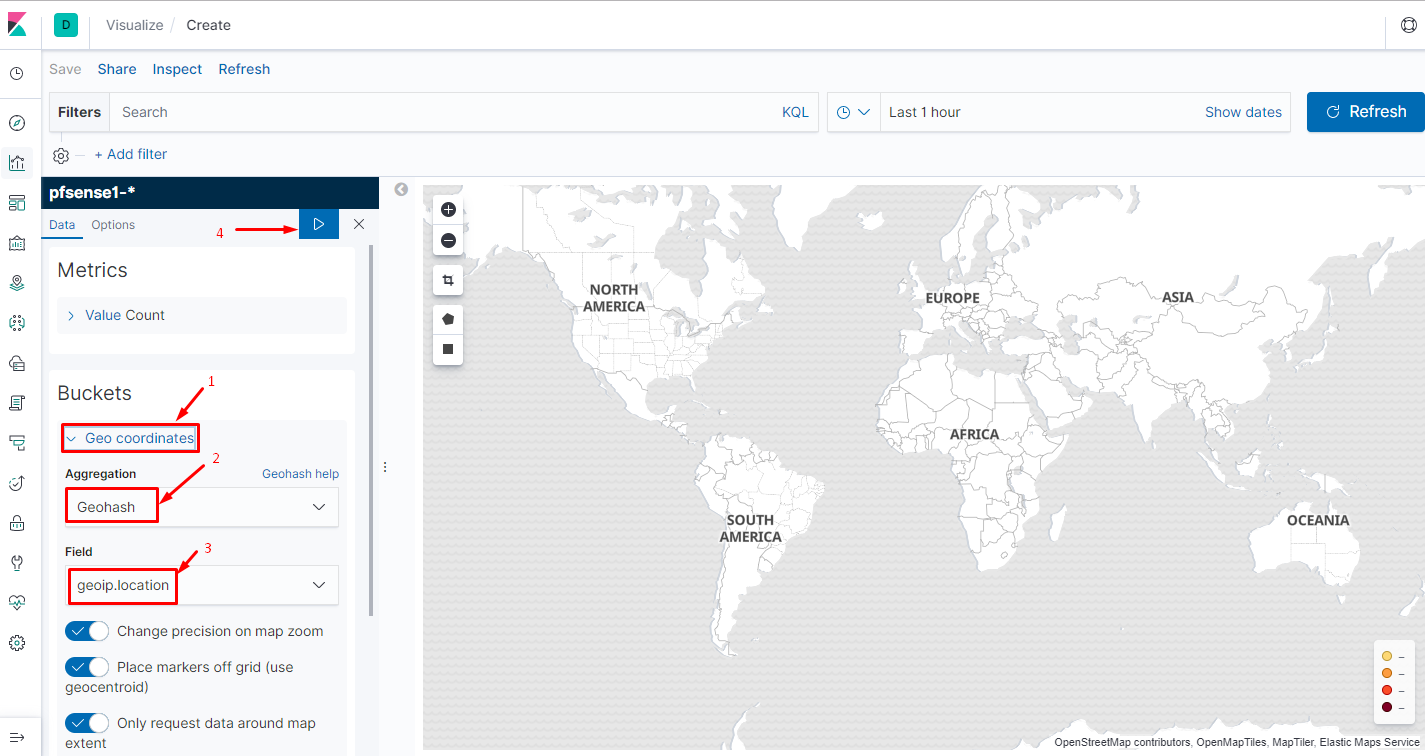 D
Visualize / Create
Save Share Inspect Refresh
Filters Search KQL Last 1 hour Show dates Refresh
+ Add filter
pfsense1-*
Data Options
4
Metrics
Value Count
Buckets
1
Geo coordinates
2
Aggregation Geohash help
Geohash
Field
3
geoip.location
Change precision on map zoom
Place markers off grid (use
geocentroid)
Only request data around map
extent
NORTH
AMERICA
EUROPE
ASIA
AFRICA
SOUTH
AMERICA
OCEANIA
–
–
–
–
OpenStreetMap contributors, OpenMapTiles, MapTiler, Elastic Maps Service